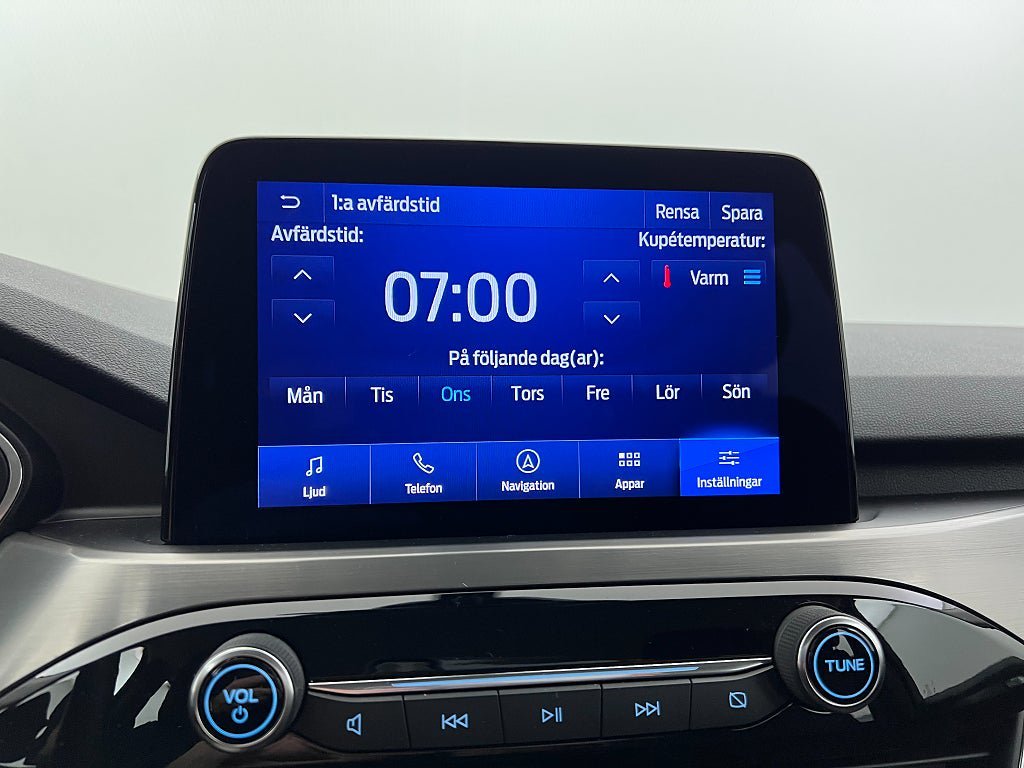 1:a avfärdstid Rensa Spara
Avfärdstid: Kupétemperatur:
07:00 Varm
På följande dag(ar):
Mån Tis Ons Tors Fre Lör Sön
Ljud Telefon Navigation Appar Inställningar
VOL TUNE